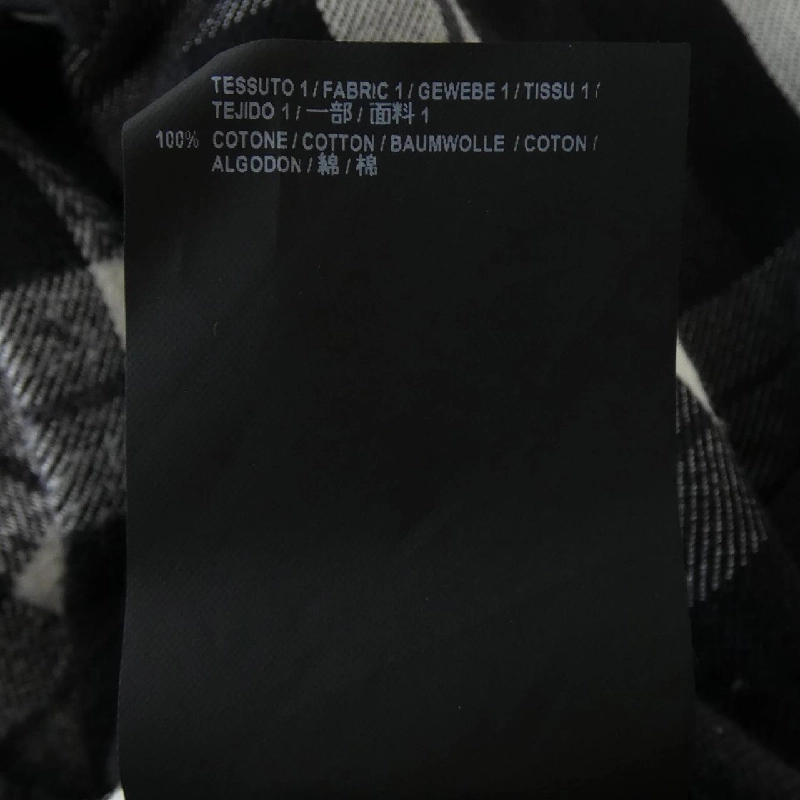 TESSUTO 1 / FABRIC 1 / GEWEBE 1 / TISSU 1 /
TEJIDO 1 / 一部 / 面料 1
100% COTONE / COTTON / BAUMWOLLE / COTON /
ALGODON / 綿 / 棉